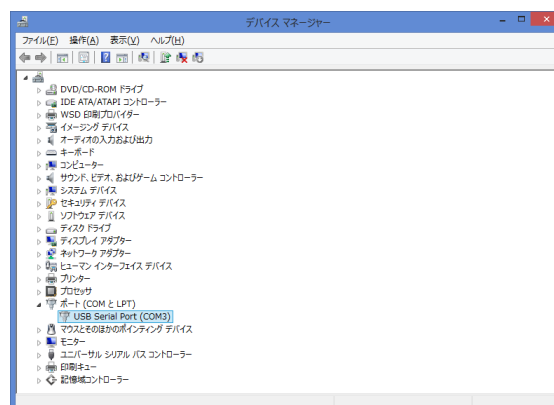 デバイス マネージャー
ファイル(F) 操作(A) 表示(V) ヘルプ(H)
DVD/CD-ROM ドライブ
IDE ATA/ATAPI コントローラー
WSD 印刷プロバイダー
イメージング デバイス
オーディオの入力および出力
キーボード
コンピューター
サウンド、ビデオ、およびゲーム コントローラー
システム デバイス
セキュリティ デバイス
ソフトウェア デバイス
ディスク ドライブ
ディスプレイ アダプター
ネットワーク アダプター
ヒューマン インターフェイス デバイス
プリンター
プロセッサ
ポート (COM と LPT)
USB Serial Port (COM3)
マウスとそのほかのポインティング デバイス
モニター
ユニバーサル シリアル バス コントローラー
印刷キュー
記憶域コントローラー